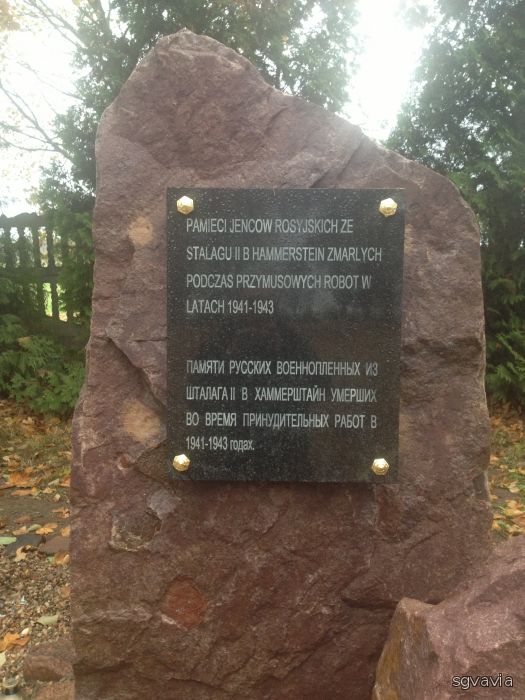 PAMIECI JENCOW ROSYJSKICH ZE
STALAGU II B HAMMERSTEIN ZMARLYCH
PODCZAS PRZYMUSOWYCH ROBOT W
LATACH 1941-1943
ПАМЯТИ РУССКИХ ВОЕННОПЛЕННЫХ ИЗ
ШТАЛАГА II В ХАММЕРШТАЙН УМЕРШИХ
ВО ВРЕМЯ ПРИНУДИТЕЛЬНЫХ РАБОТ В
1941-1943 годах.
sgvavia